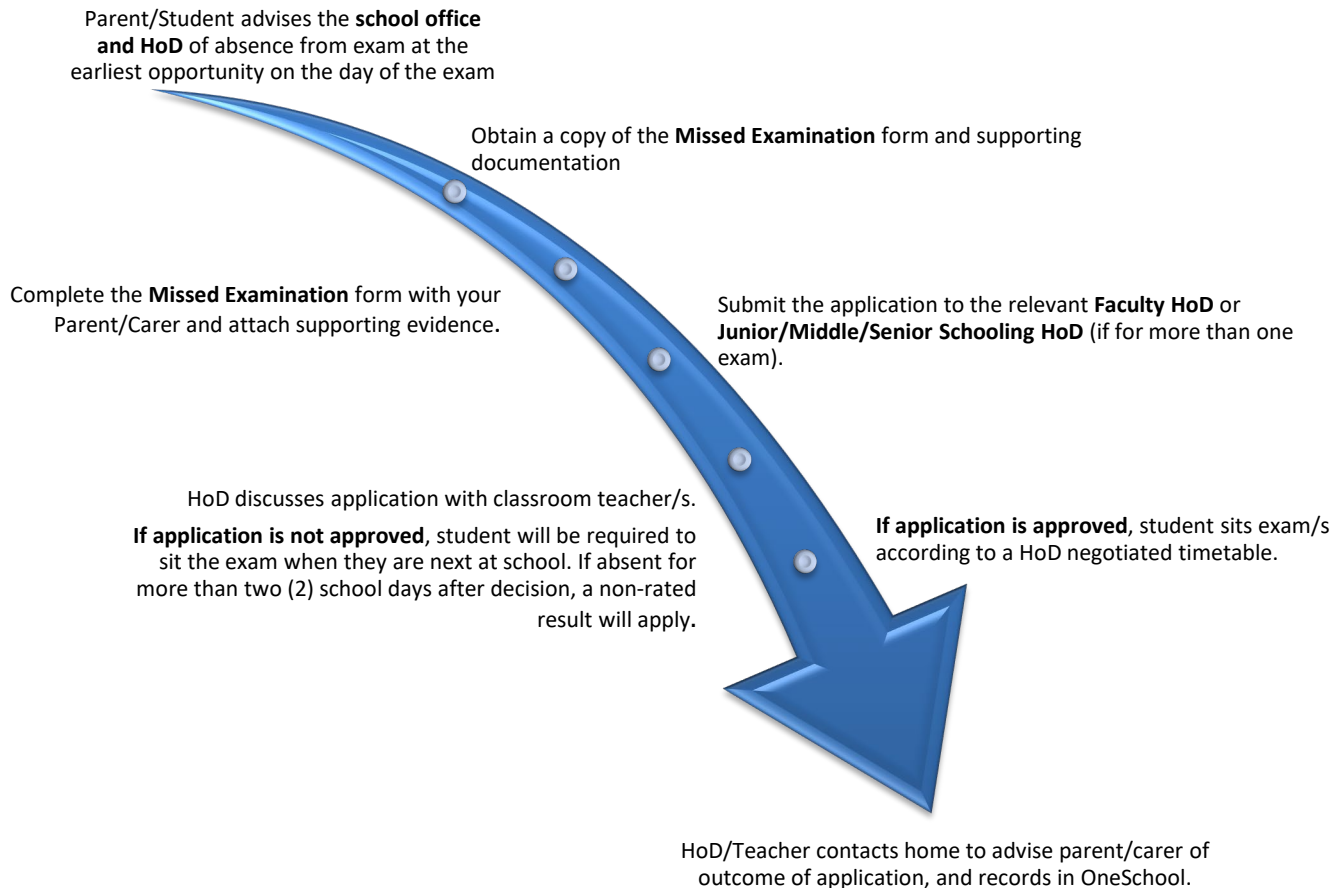 Parent/Student advises the school office
and HoD of absence from exam at the
earliest opportunity on the day of the exam
Obtain a copy of the Missed Examination form and supporting
documentation
Complete the Missed Examination form with your
Parent/Carer and attach supporting evidence.
Submit the application to the relevant Faculty HoD or
Junior/Middle/Senior Schooling HoD (if for more than one
exam).
HoD discusses application with classroom teacher/s.
If application is not approved, student will be required to
sit the exam when they are next at school. If absent for
more than two (2) school days after decision, a non-rated
result will apply.
If application is approved, student sits exam/s
according to a HoD negotiated timetable.
HoD/Teacher contacts home to advise parent/carer of
outcome of application, and records in OneSchool.